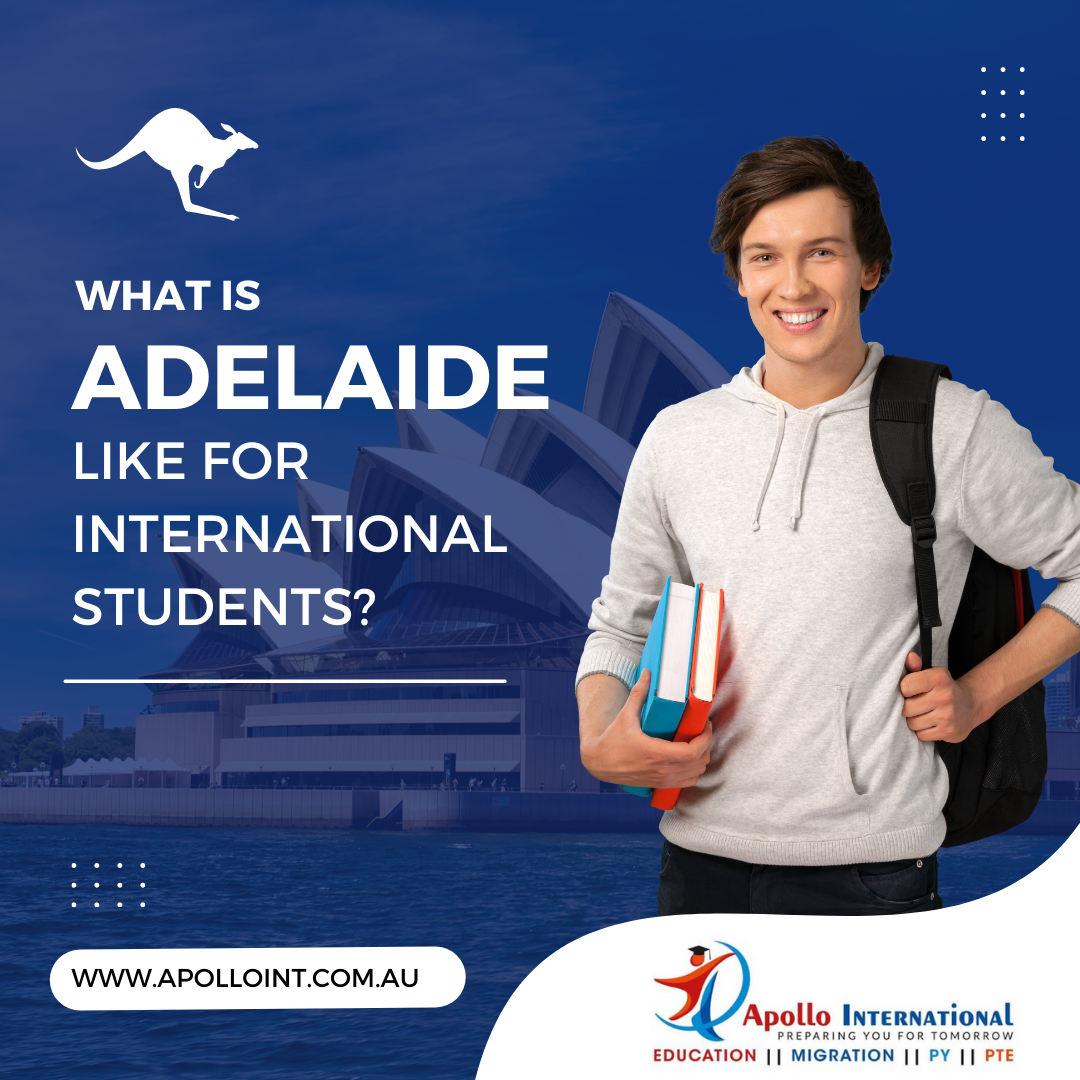 WHAT IS
ADELAIDE
LIKE FOR
INTERNATIONAL
STUDENTS?
WWW.APOLLOINT.COM.AU
Apollo International
PREPARING YOU FOR TOMORROW
EDUCATION || MIGRATION || PY || PTE